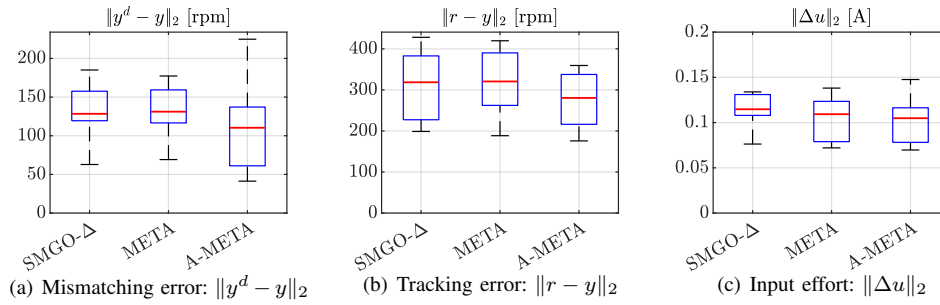 ‖y^d − y‖₂ [rpm]
200
150
100
50
0
SMGO-Δ
META
A-META
(a) Mismatching error: ‖y^d − y‖₂
‖r − y‖₂ [rpm]
400
300
200
100
0
SMGO-Δ
META
A-META
(b) Tracking error: ‖r − y‖₂
‖Δu‖₂ [A]
0.2
0.15
0.1
0.05
0
SMGO-Δ
META
A-META
(c) Input effort: ‖Δu‖₂